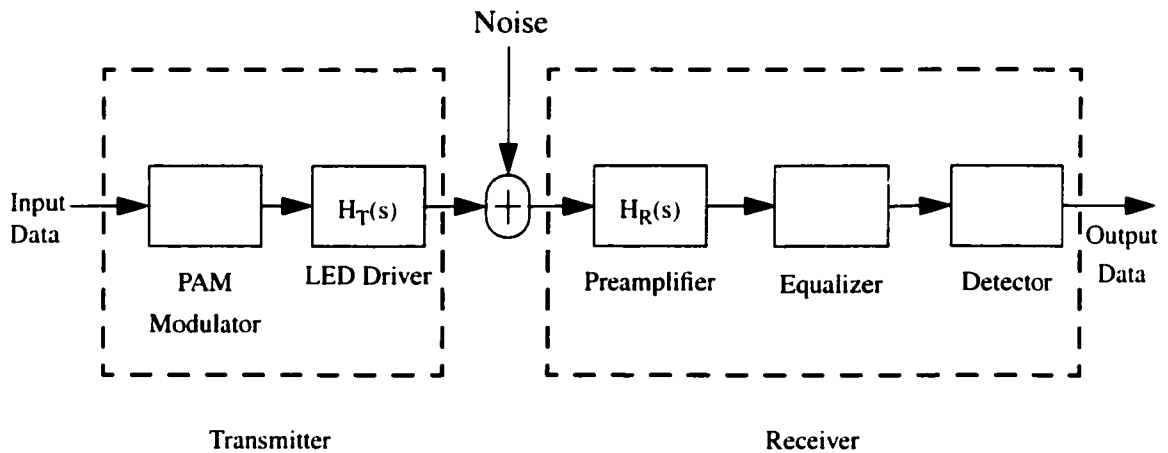 Noise
Input
Data
PAM
Modulator
H_T(s)
LED Driver
+
H_R(s)
Preamplifier
Equalizer
Detector
Output
Data
Transmitter
Receiver